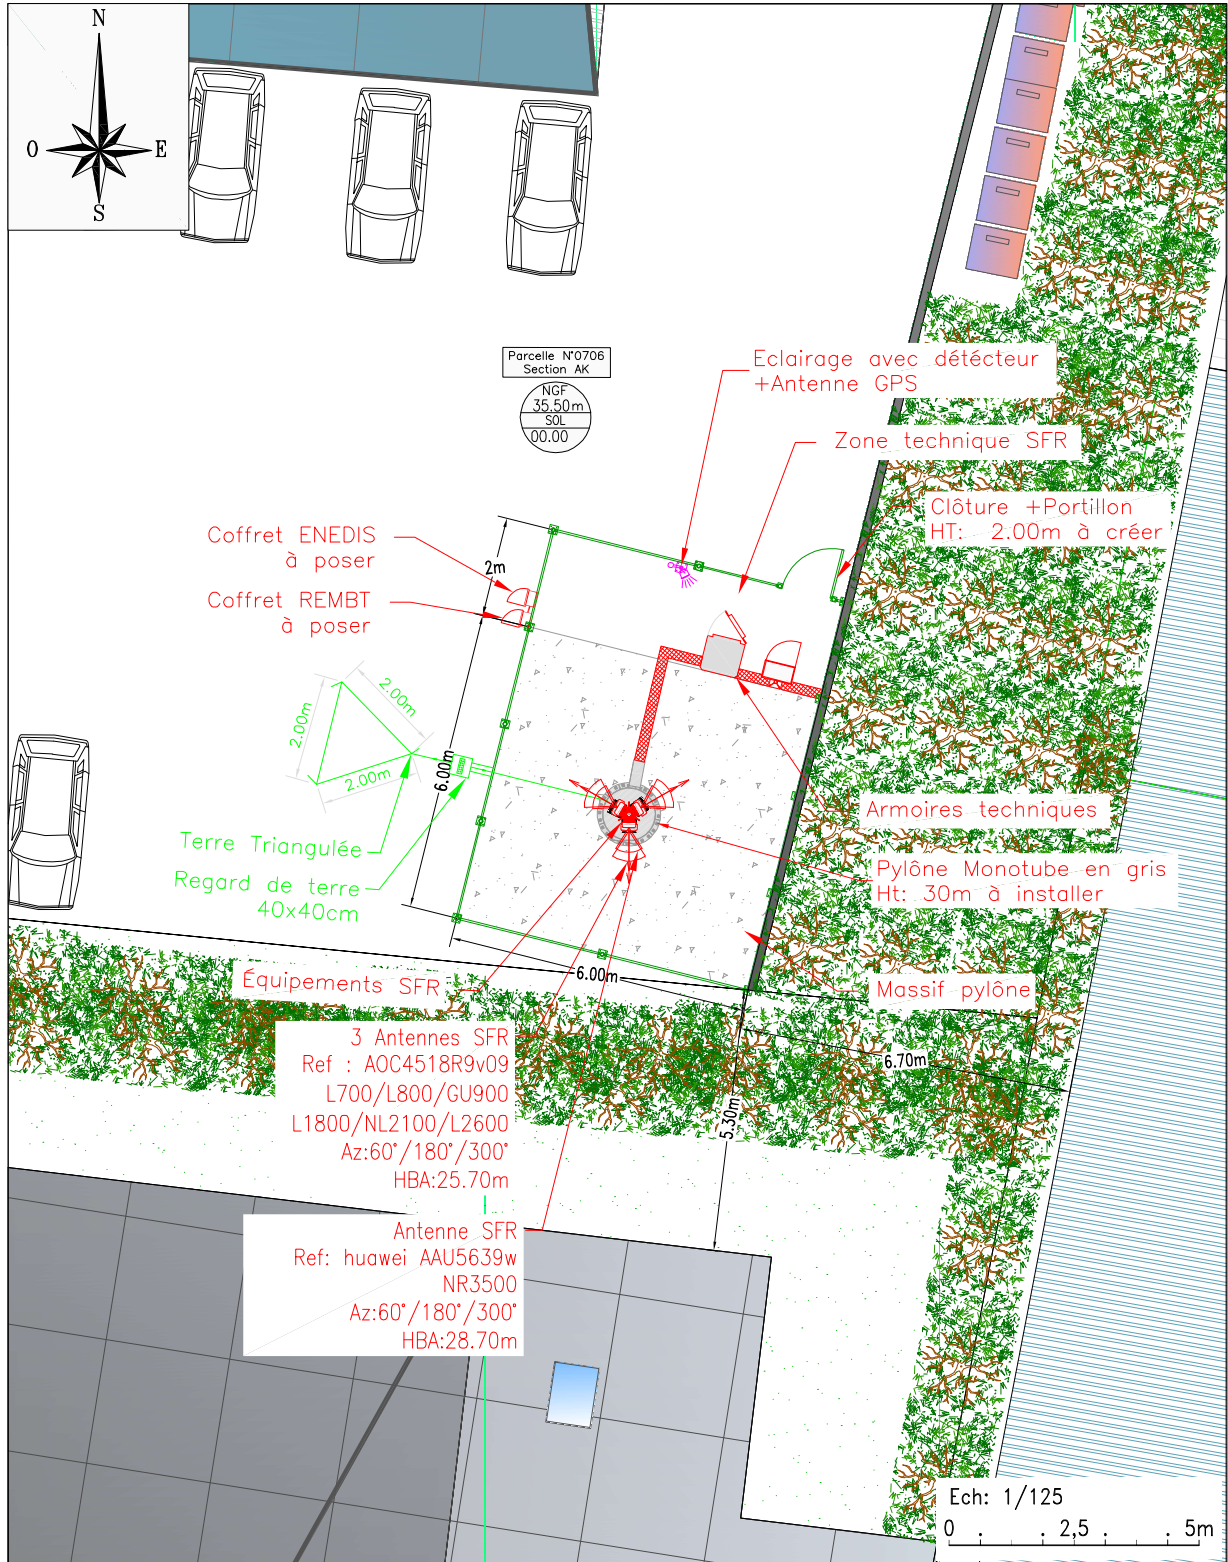 N
O
E
S
Parcelle N°0706
Section AK
NGF
35.50m
SOL
00.00
Eclairage avec détécteur
+Antenne GPS
Zone technique SFR
Clôture +Portillon
HT: 2.00m à créer
Coffret ENEDIS
à poser
Coffret REMBT
à poser
2m
2.00m
2.00m
2.00m
6.00m
Terre Triangulée
Regard de terre
40x40cm
Armoires techniques
Pylône Monotube en gris
Ht: 30m à installer
Massif pylône
6.00m
Équipements SFR
3 Antennes SFR
Ref : AOC4518R9v09
L700/L800/GU900
L1800/NL2100/L2600
Az:60°/180°/300°
HBA:25.70m
6.70m
5.30m
Antenne SFR
Ref: huawei AAU5639w
NR3500
Az:60°/180°/300°
HBA:28.70m
Ech: 1/125
0 . . 2,5 . . 5m